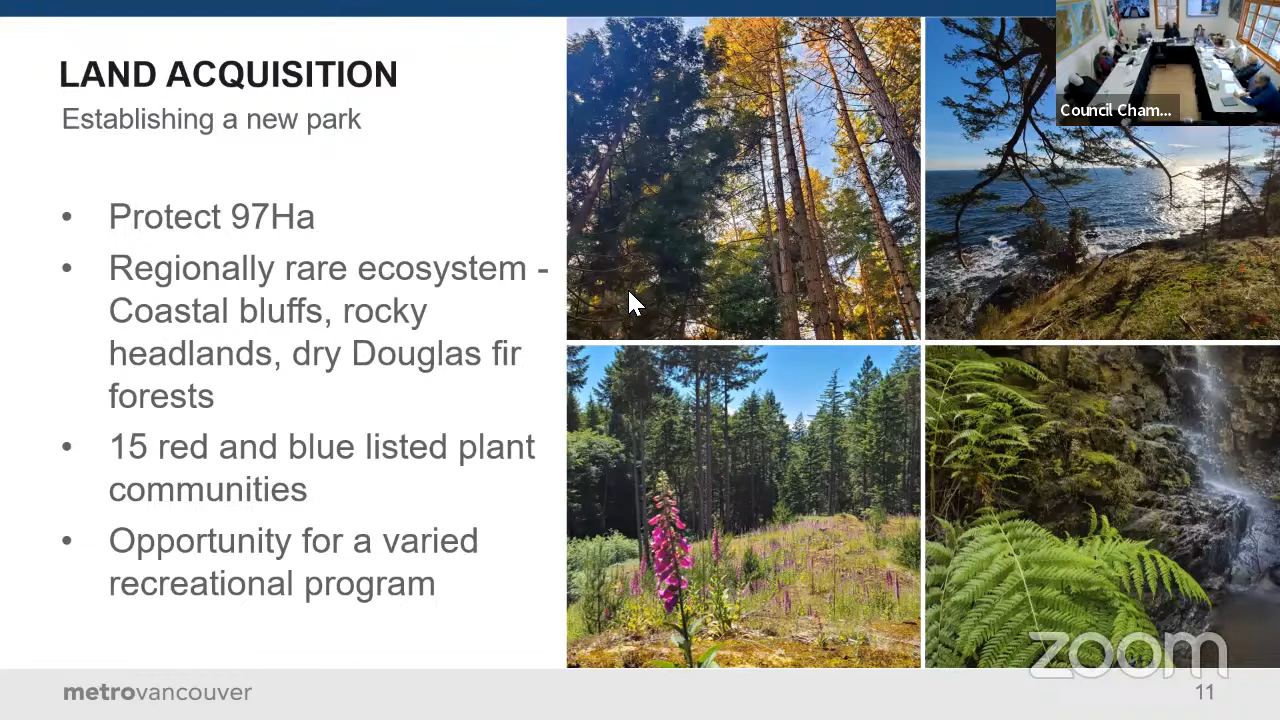 LAND ACQUISITION
Establishing a new park
• Protect 97Ha
• Regionally rare ecosystem -
Coastal bluffs, rocky
headlands, dry Douglas fir
forests
• 15 red and blue listed plant
communities
• Opportunity for a varied
recreational program
Council Cham...
zoom
metrovancouver
11